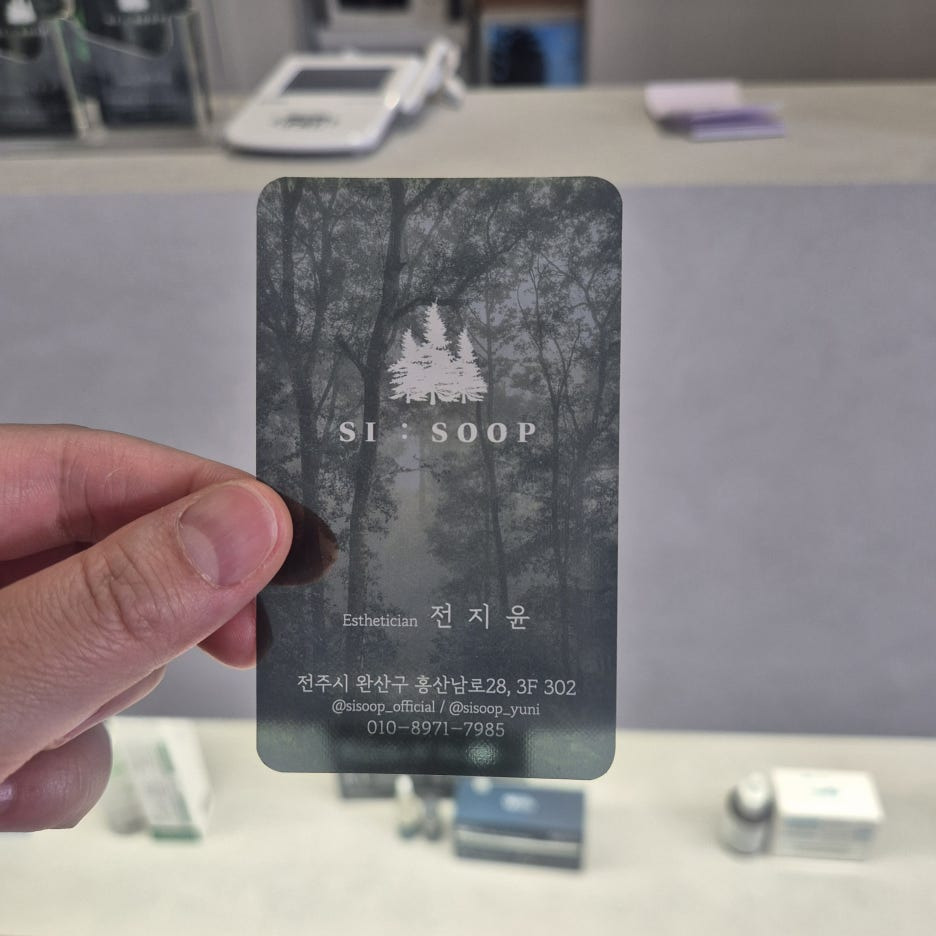 SI : SOOP
Esthetician 전 지 윤
전주시 완산구 홍산남로28, 3F 302
@sisoop_official / @sisoop_yuni
010-8971-7985